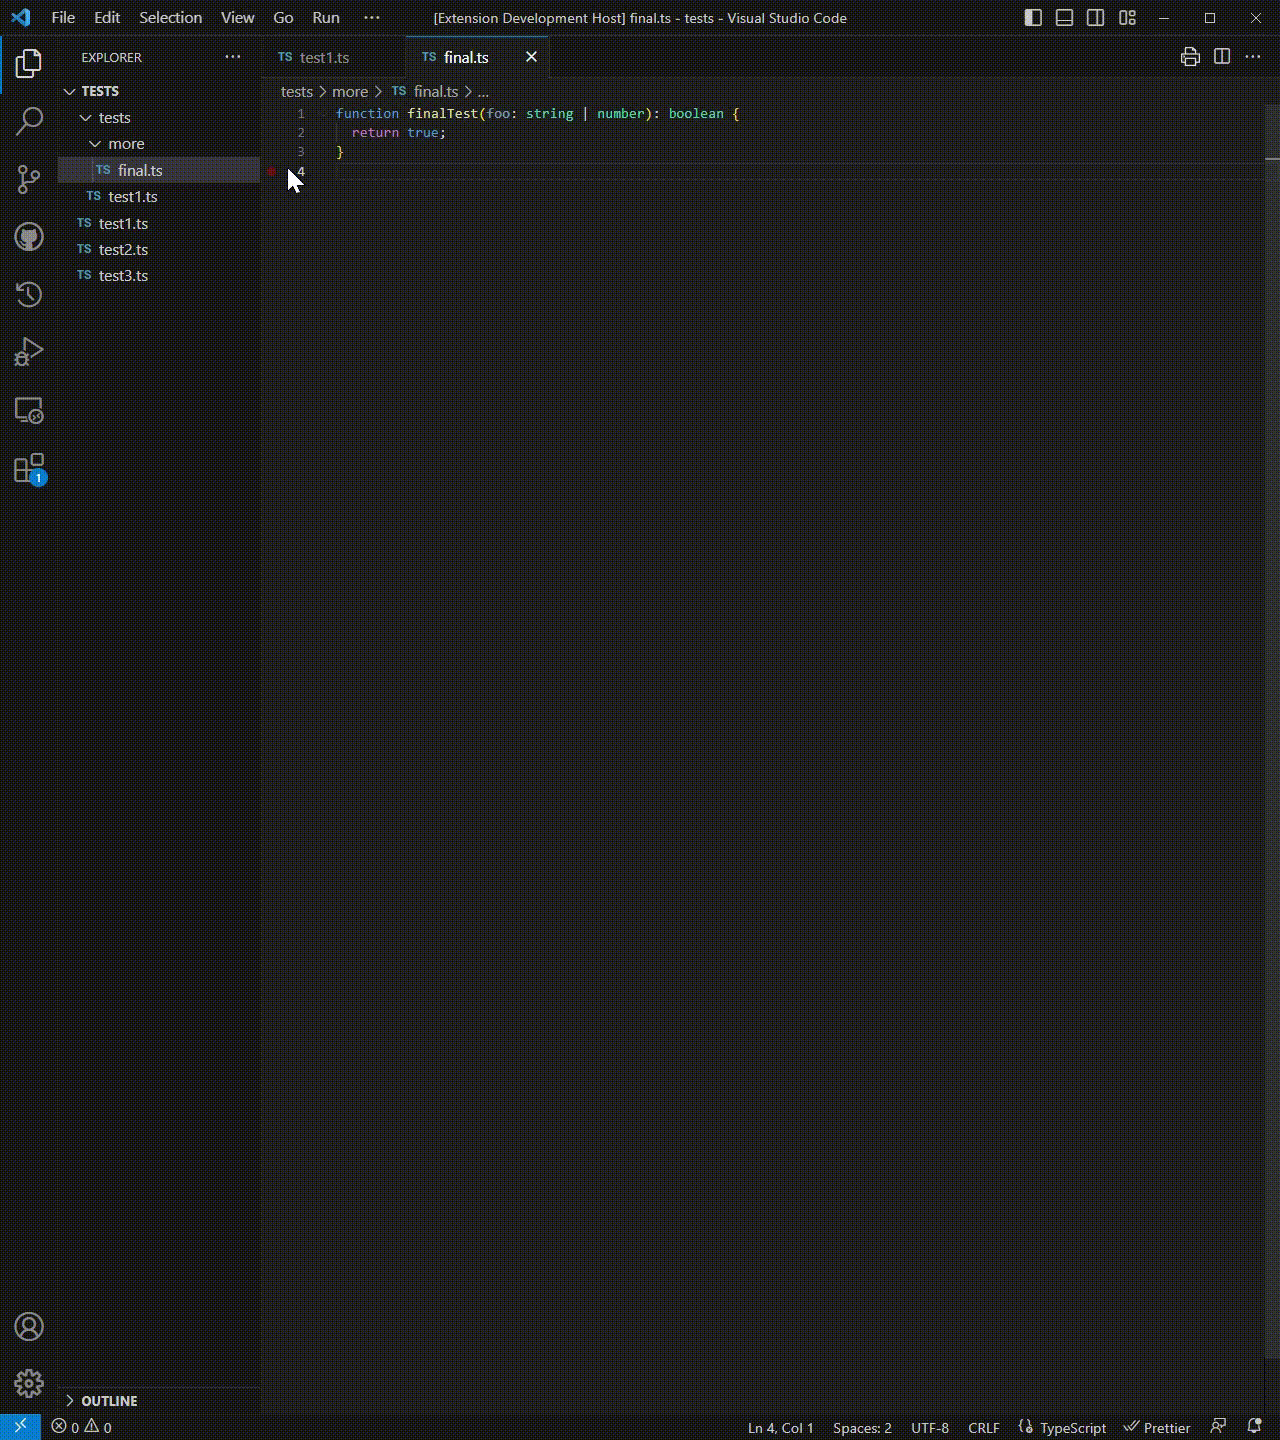 File Edit Selection View Go Run ··· [Extension Development Host] final.ts - tests - Visual Studio Code
EXPLORER ···
TS test1.ts
TS final.ts
TESTS
tests > more > TS final.ts > ...
tests
more
TS final.ts
TS test1.ts
TS test1.ts
TS test2.ts
TS test3.ts
1 function finalTest(foo: string | number): boolean {
2 return true;
3 }
4
1
OUTLINE
0 0 Ln 4, Col 1 Spaces: 2 UTF-8 CRLF {} TypeScript Prettier